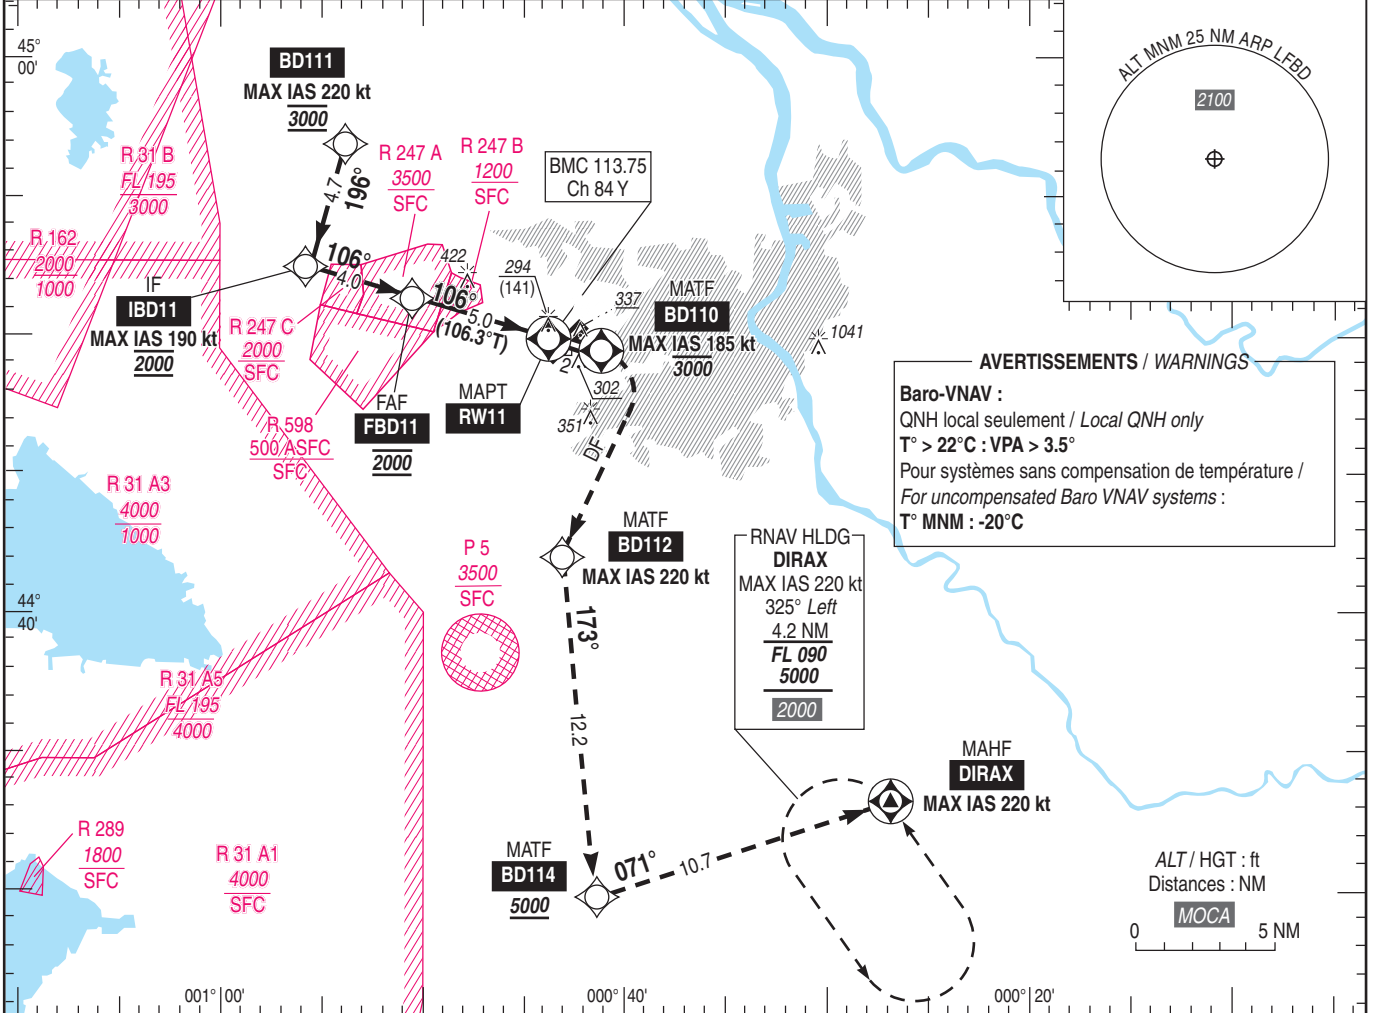 45°
00'
BD111
MAX IAS 220 kt
3000
4.7
196°
R 31 B
FL 195
3000
R 162
2000
1000
R 247 A
3500
SFC
R 247 B
1200
SFC
BMC 113.75
Ch 84 Y
ALT MNM 25 NM ARP LFBD
2100
IF
IBD11
MAX IAS 190 kt
2000
106°
4.0
422
106°
5.0
(106.3°T)
294
(141)
337
MATF
BD110
MAX IAS 185 kt
3000
1041
R 247 C
2000
SFC
FAF
FBD11
2000
MAPT
RW11
2.
302
351
DF
R 598
500 ASFC
SFC
AVERTISSEMENTS / WARNINGS
Baro-VNAV :
QNH local seulement / Local QNH only
T° > 22°C : VPA > 3.5°
Pour systèmes sans compensation de température /
For uncompensated Baro VNAV systems :
T° MNM : -20°C
R 31 A3
4000
1000
MATF
BD112
MAX IAS 220 kt
P 5
3500
SFC
RNAV HLDG
DIRAX
MAX IAS 220 kt
325° Left
4.2 NM
FL 090
5000
2000
44°
40'
173°
12.2
R 31 A5
FL 195
4000
MAHF
DIRAX
MAX IAS 220 kt
R 289
1800
SFC
R 31 A1
4000
SFC
MATF
BD114
5000
071°
10.7
ALT / HGT : ft
Distances : NM
MOCA
0
5 NM
001° 00'
000° 40'
000° 20'